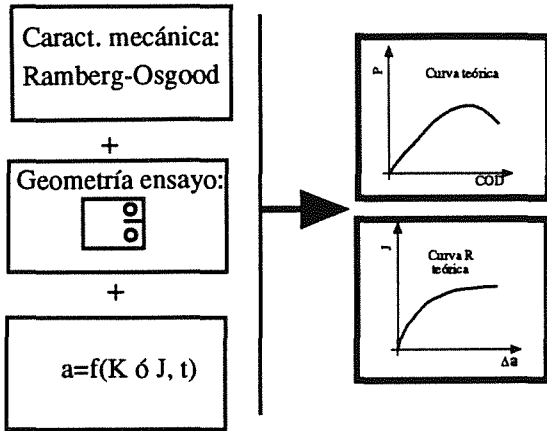 Caract. mecánica:
Ramberg-Osgood
+
Geometría ensayo:
+
a=f(K ó J, t)
P
Curva teórica
COD
J
Curva R
teórica
Δa